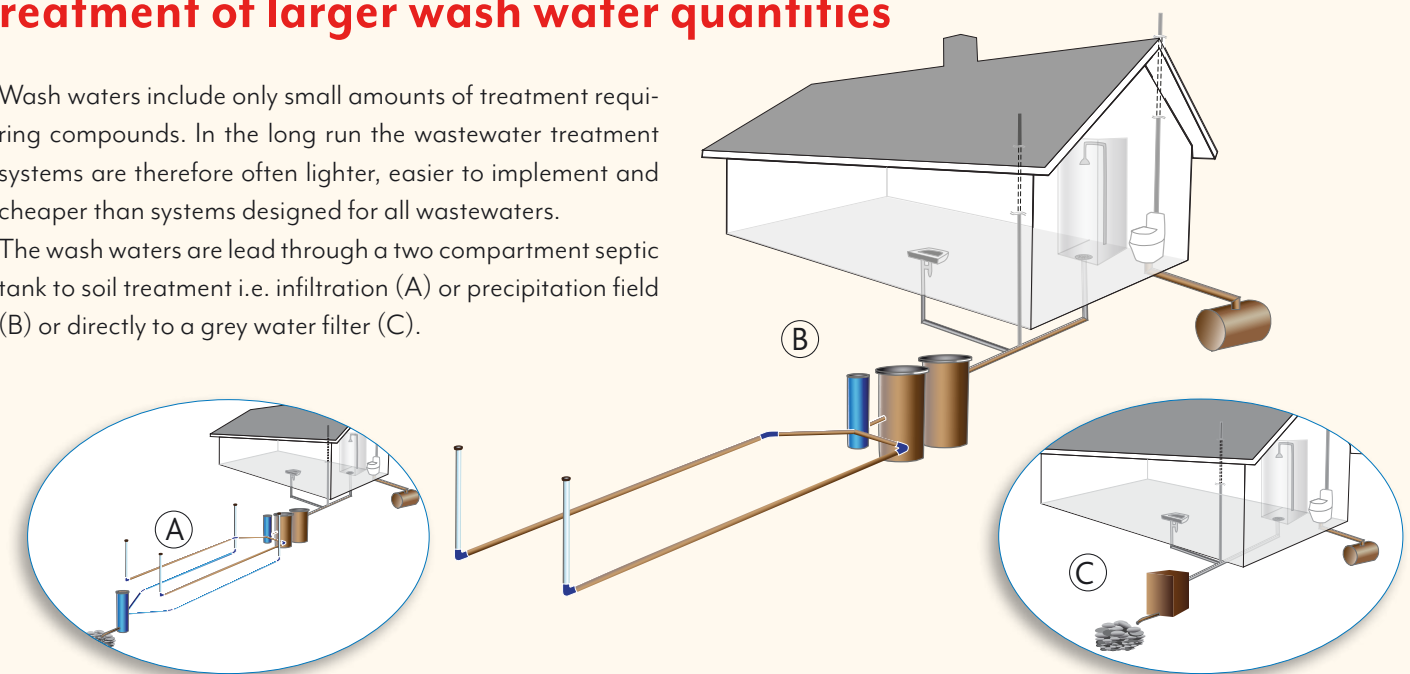 reatment of larger wash water quantities
Wash waters include only small amounts of treatment requi-
ring compounds. In the long run the wastewater treatment
systems are therefore often lighter, easier to implement and
cheaper than systems designed for all wastewaters.
The wash waters are lead through a two compartment septic
tank to soil treatment i.e. infiltration (A) or precipitation field
(B) or directly to a grey water filter (C).
B
A
C